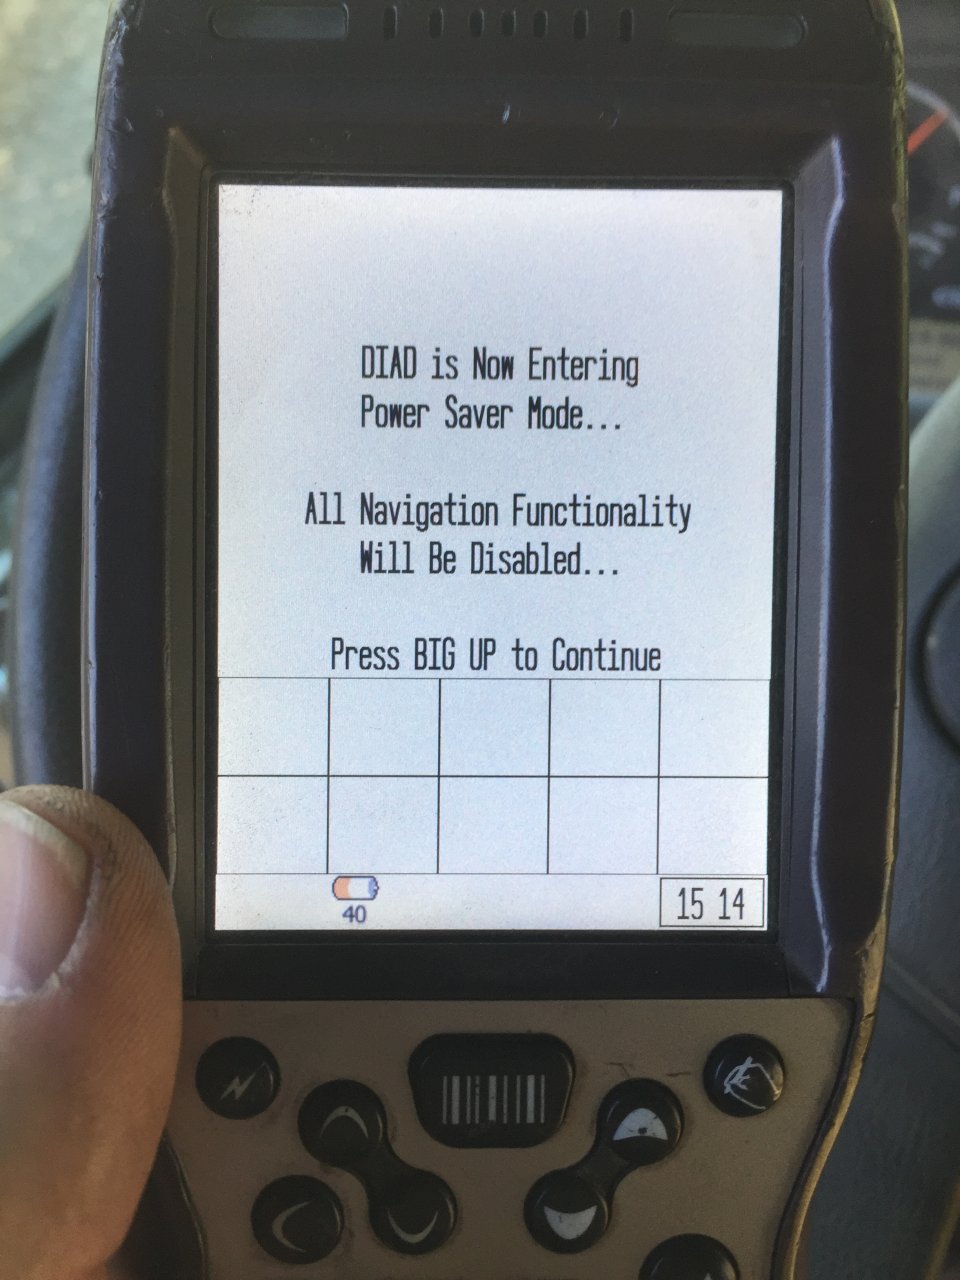 DIAD is Now Entering
Power Saver Mode...
All Navigation Functionality
Will Be Disabled...
Press BIG UP to Continue
40
15 14